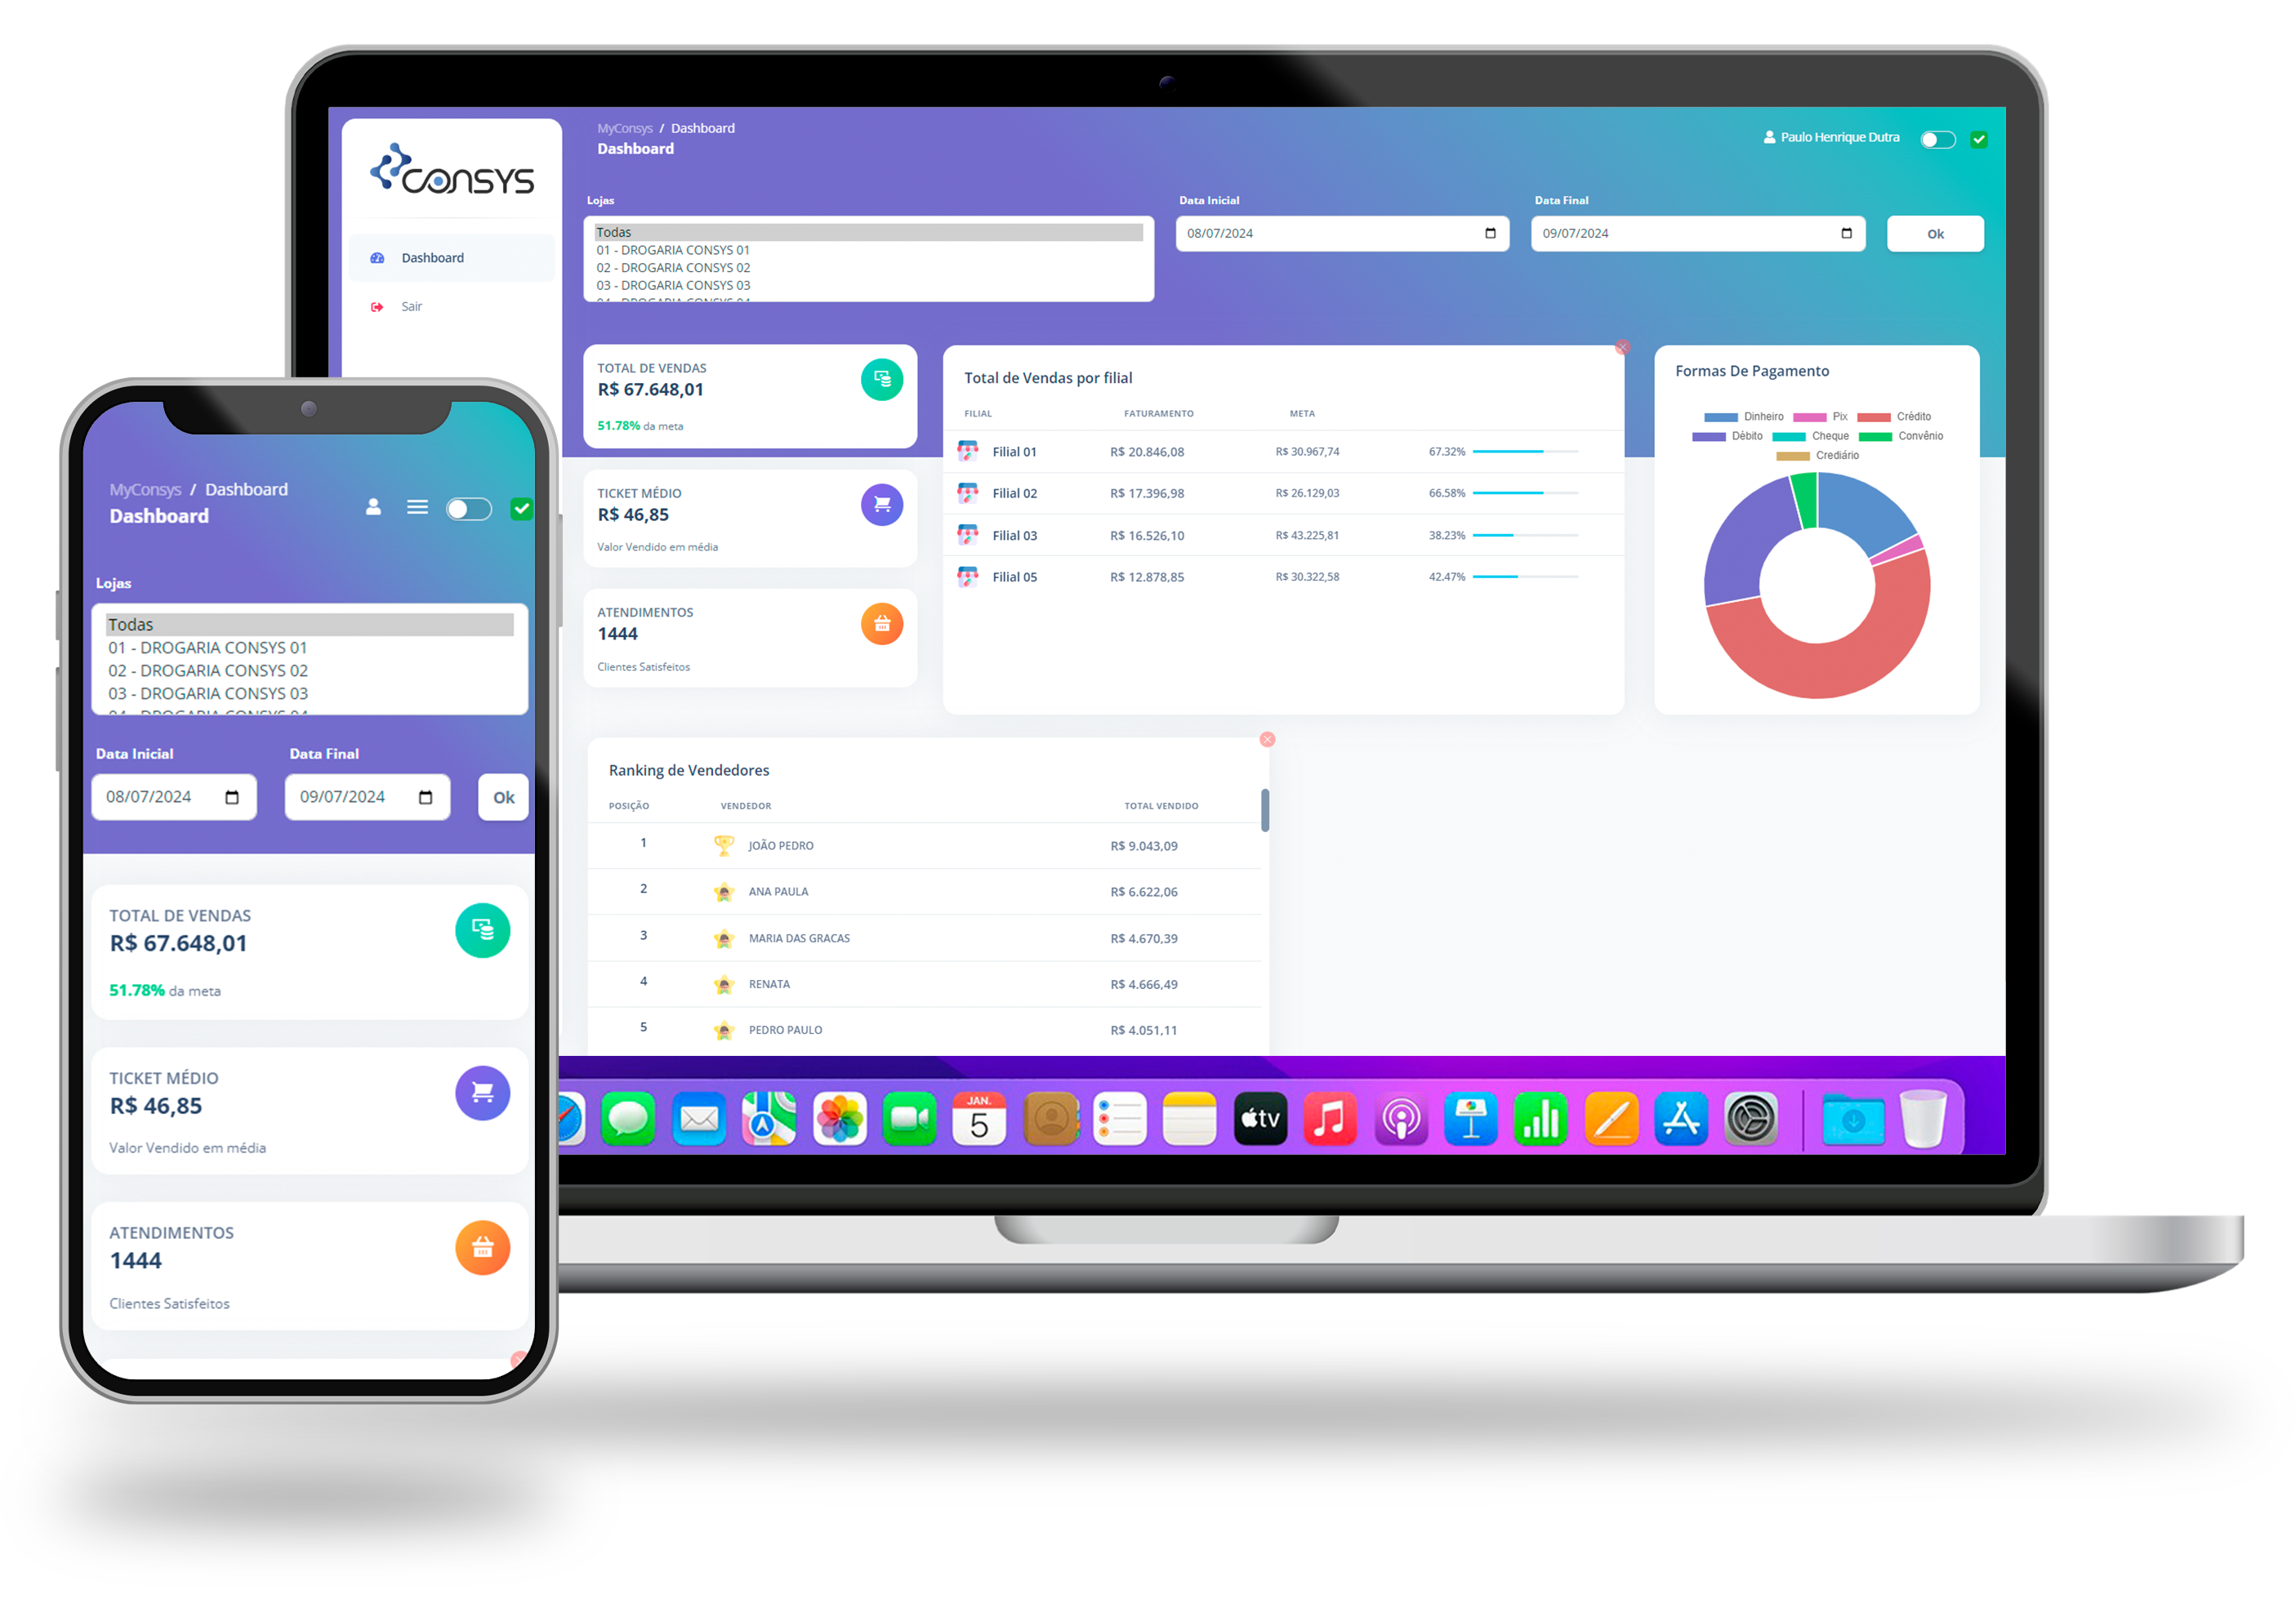 CONSYS
Dashboard
Sair
MyConsys / Dashboard
Dashboard
Paulo Henrique Dutra
Lojas
Todas
01 - DROGARIA CONSYS 01
02 - DROGARIA CONSYS 02
03 - DROGARIA CONSYS 03
04 - DROGARIA CONSYS 04
Data Inicial
08/07/2024
Data Final
09/07/2024
Ok
TOTAL DE VENDAS
R$ 67.648,01
51.78% da meta
TICKET MÉDIO
R$ 46,85
Valor Vendido em média
ATENDIMENTOS
1444
Clientes Satisfeitos
Total de Vendas por filial
FILIAL FATURAMENTO META
Filial 01 R$ 20.846,08 R$ 30.967,74 67.32%
Filial 02 R$ 17.396,98 R$ 26.129,03 66.58%
Filial 03 R$ 16.526,10 R$ 43.225,81 38.23%
Filial 05 R$ 12.878,85 R$ 30.322,58 42.47%
Formas De Pagamento
Dinheiro Pix Crédito
Débito Cheque Convênio
Crediário
Ranking de Vendedores
POSIÇÃO VENDEDOR TOTAL VENDIDO
1 JOÃO PEDRO R$ 9.043,09
2 ANA PAULA R$ 6.622,06
3 MARIA DAS GRACAS R$ 4.670,39
4 RENATA R$ 4.666,49
5 PEDRO PAULO R$ 4.051,11
JAN.
5
tv
MyConsys / Dashboard
Dashboard
Lojas
Todas
01 - DROGARIA CONSYS 01
02 - DROGARIA CONSYS 02
03 - DROGARIA CONSYS 03
04 - DROGARIA CONSYS 04
Data Inicial Data Final
08/07/2024 09/07/2024 Ok
TOTAL DE VENDAS
R$ 67.648,01
51.78% da meta
TICKET MÉDIO
R$ 46,85
Valor Vendido em média
ATENDIMENTOS
1444
Clientes Satisfeitos